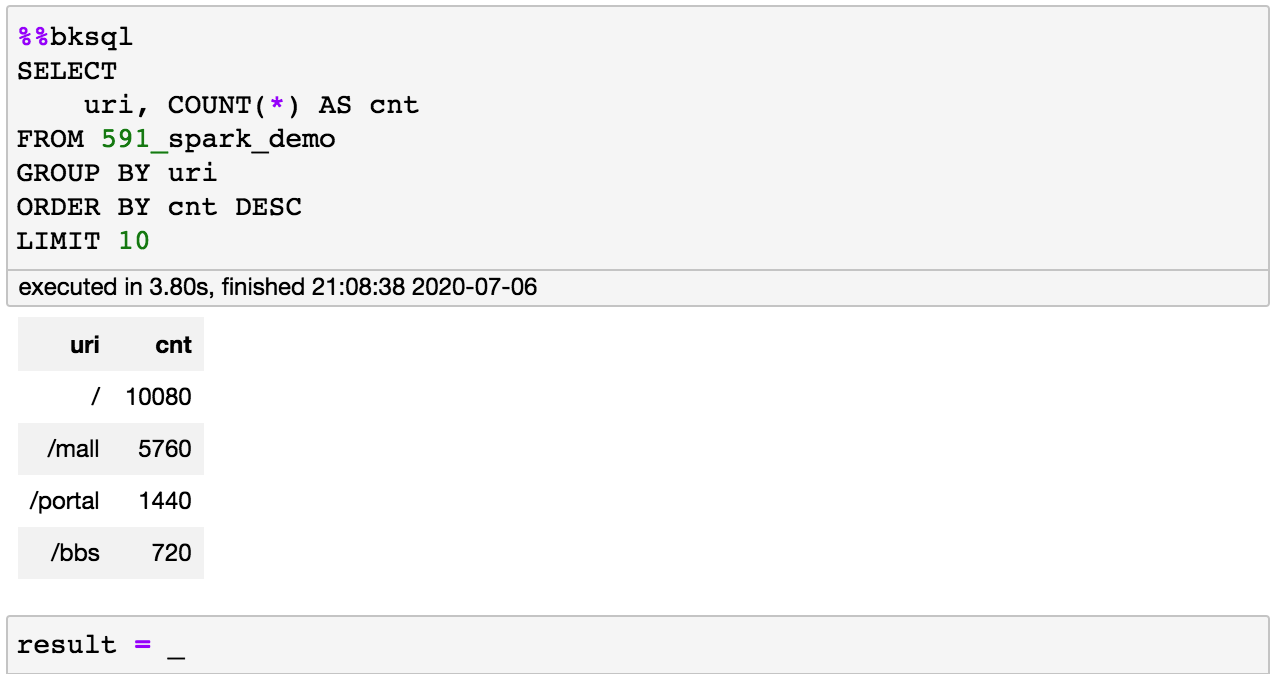 %%bksql
SELECT
    uri, COUNT(*) AS cnt
FROM 591_spark_demo
GROUP BY uri
ORDER BY cnt DESC
LIMIT 10
executed in 3.80s, finished 21:08:38 2020-07-06
uri cnt
/ 10080
/mall 5760
/portal 1440
/bbs 720
result = _